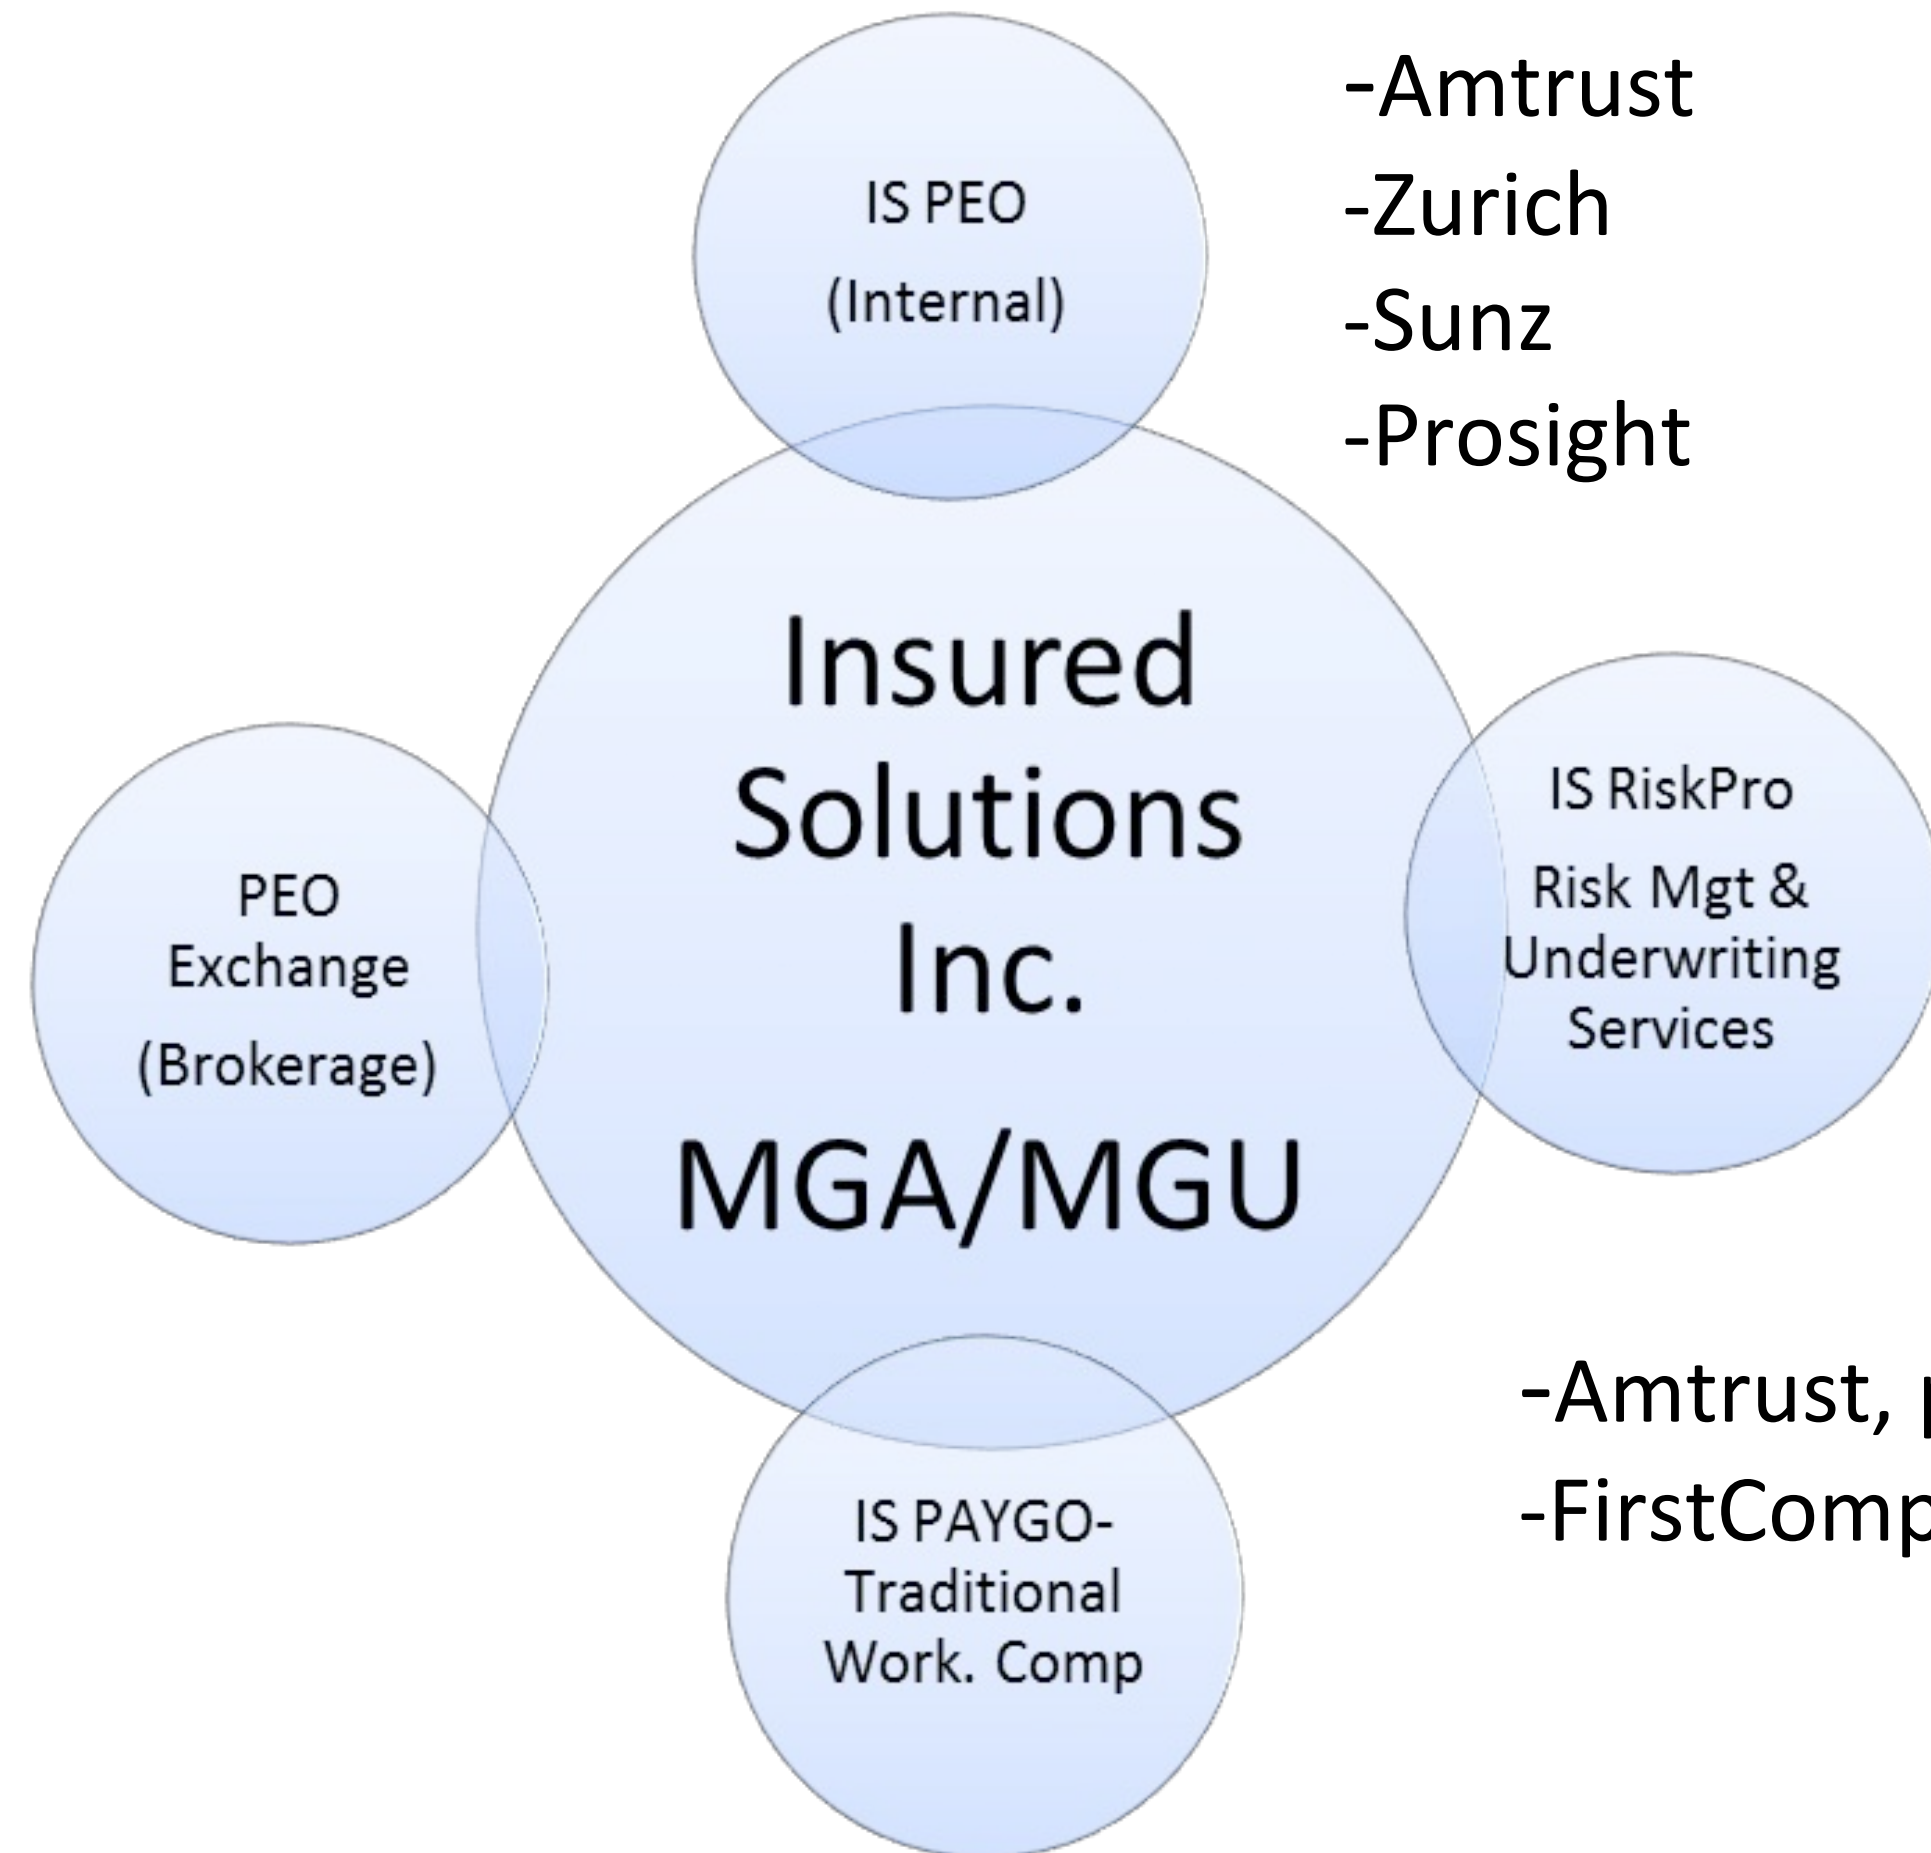 IS PEO
(Internal)
-Amtrust
-Zurich
-Sunz
-Prosight
Insured
Solutions
Inc.
MGA/MGU
PEO
Exchange
(Brokerage)
IS RiskPro
Risk Mgt &
Underwriting
Services
IS PAYGO-
Traditional
Work. Comp
-Amtrust,
-FirstComp